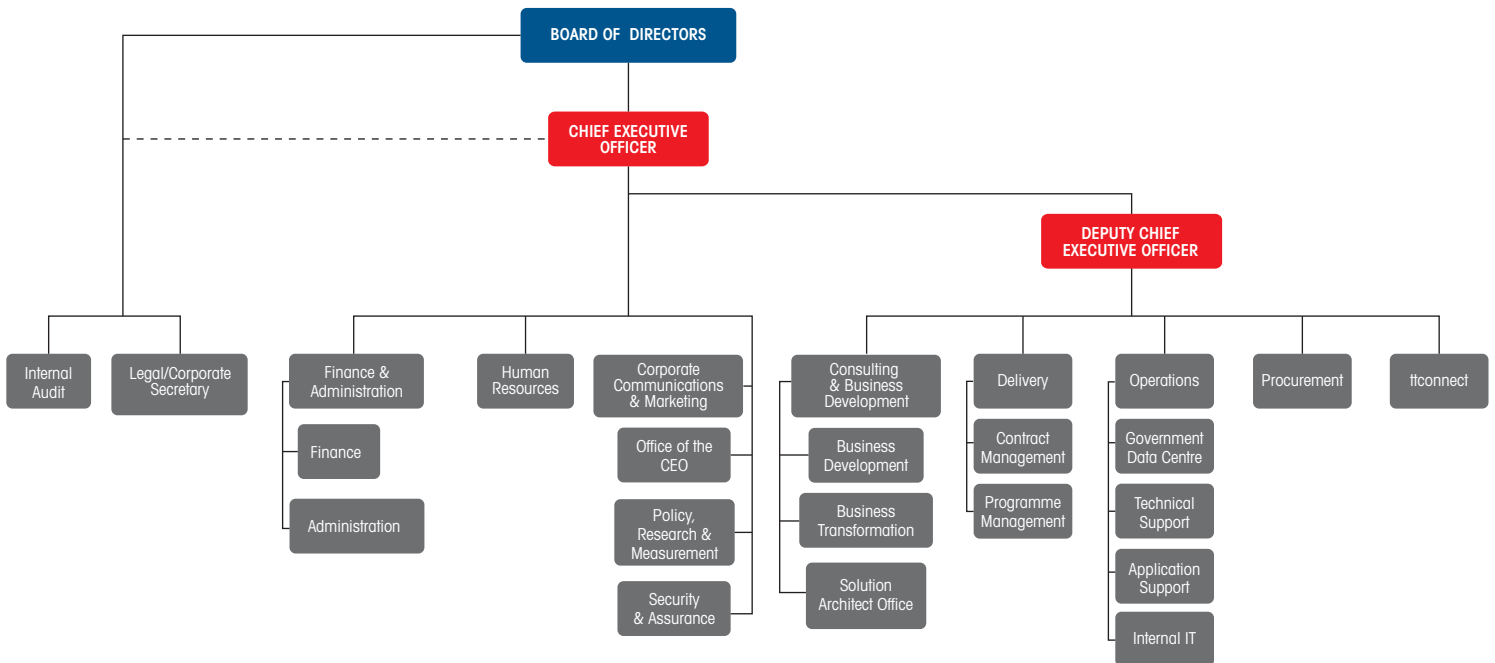 BOARD OF DIRECTORS
CHIEF EXECUTIVE
OFFICER
DEPUTY CHIEF
EXECUTIVE OFFICER
Internal
Audit
Legal/Corporate
Secretary
Finance &
Administration
Finance
Administration
Human
Resources
Corporate
Communications
& Marketing
Office of the
CEO
Policy,
Research &
Measurement
Security
& Assurance
Consulting
& Business
Development
Business
Development
Business
Transformation
Solution
Architect Office
Delivery
Contract
Management
Programme
Management
Operations
Government
Data Centre
Technical
Support
Application
Support
Internal IT
Procurement
ttconnect